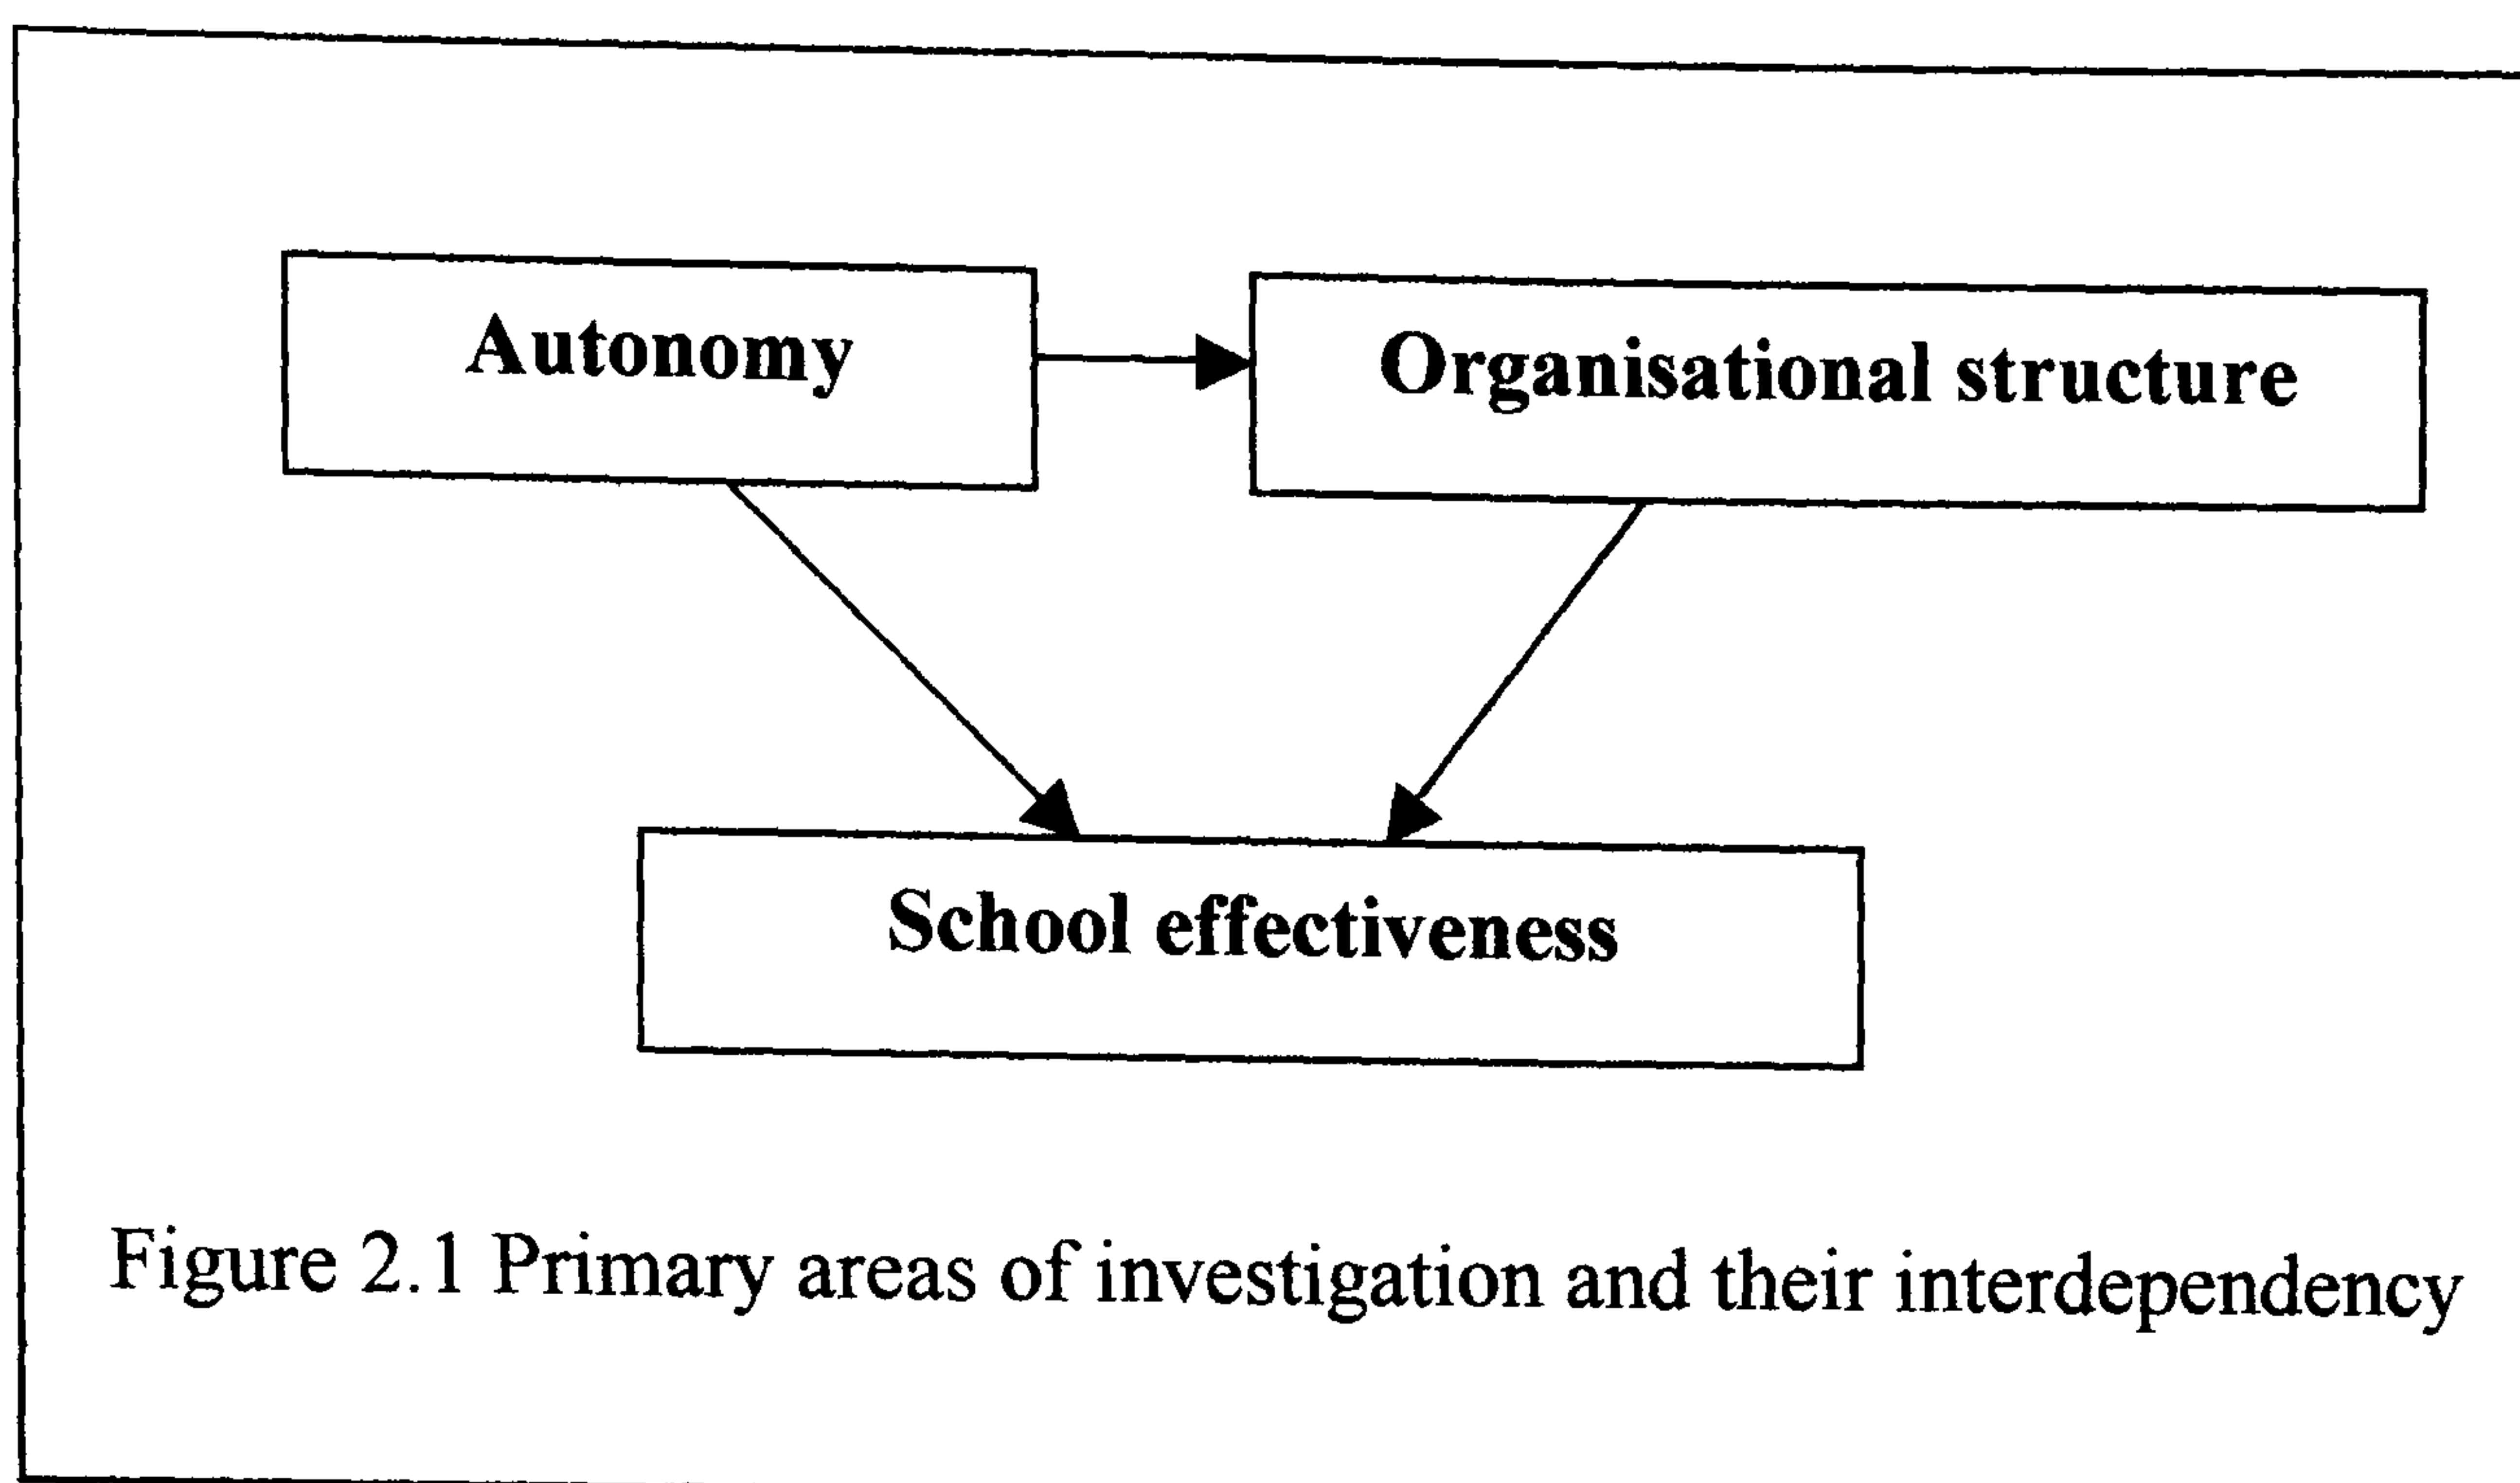 Autonomy
Organisational structure
School effectiveness
Figure 2.1 Primary areas of investigation and their interdependency